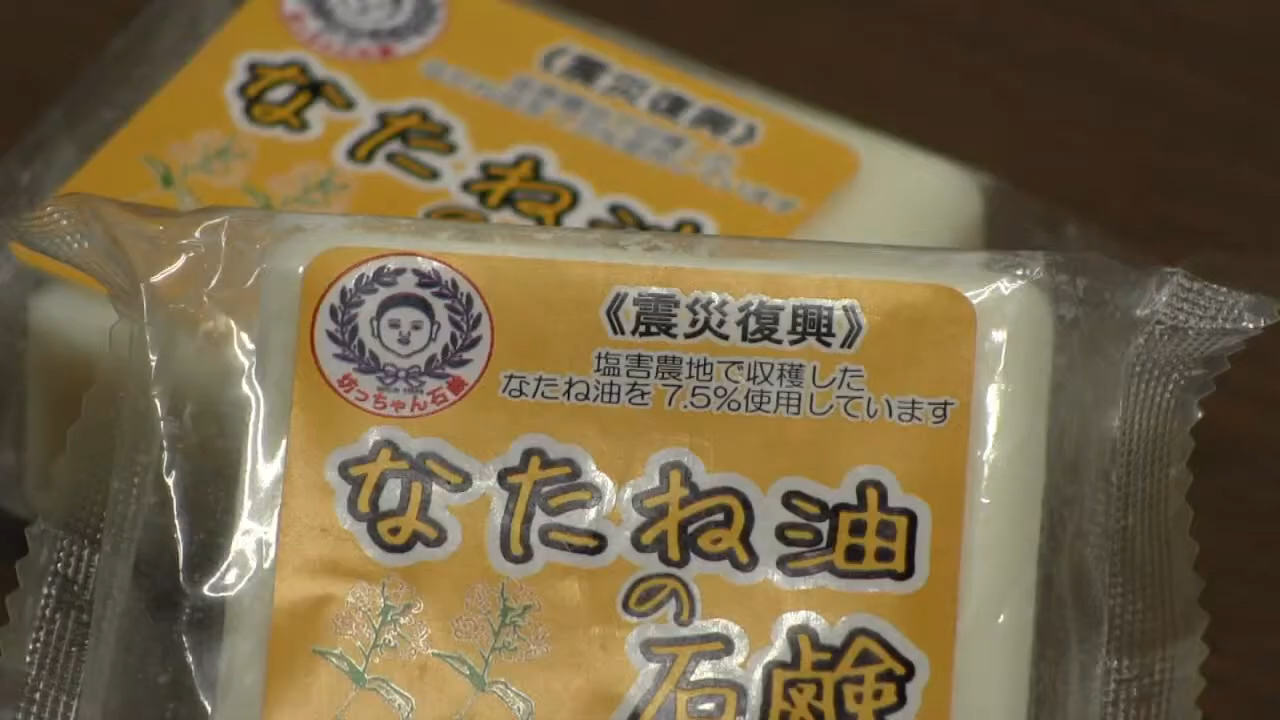 《震災復興》
なたね油
坊っちゃん石鹸
《震災復興》
塩害農地で収穫した
なたね油を7.5%使用しています
なたね油
の
石鹸